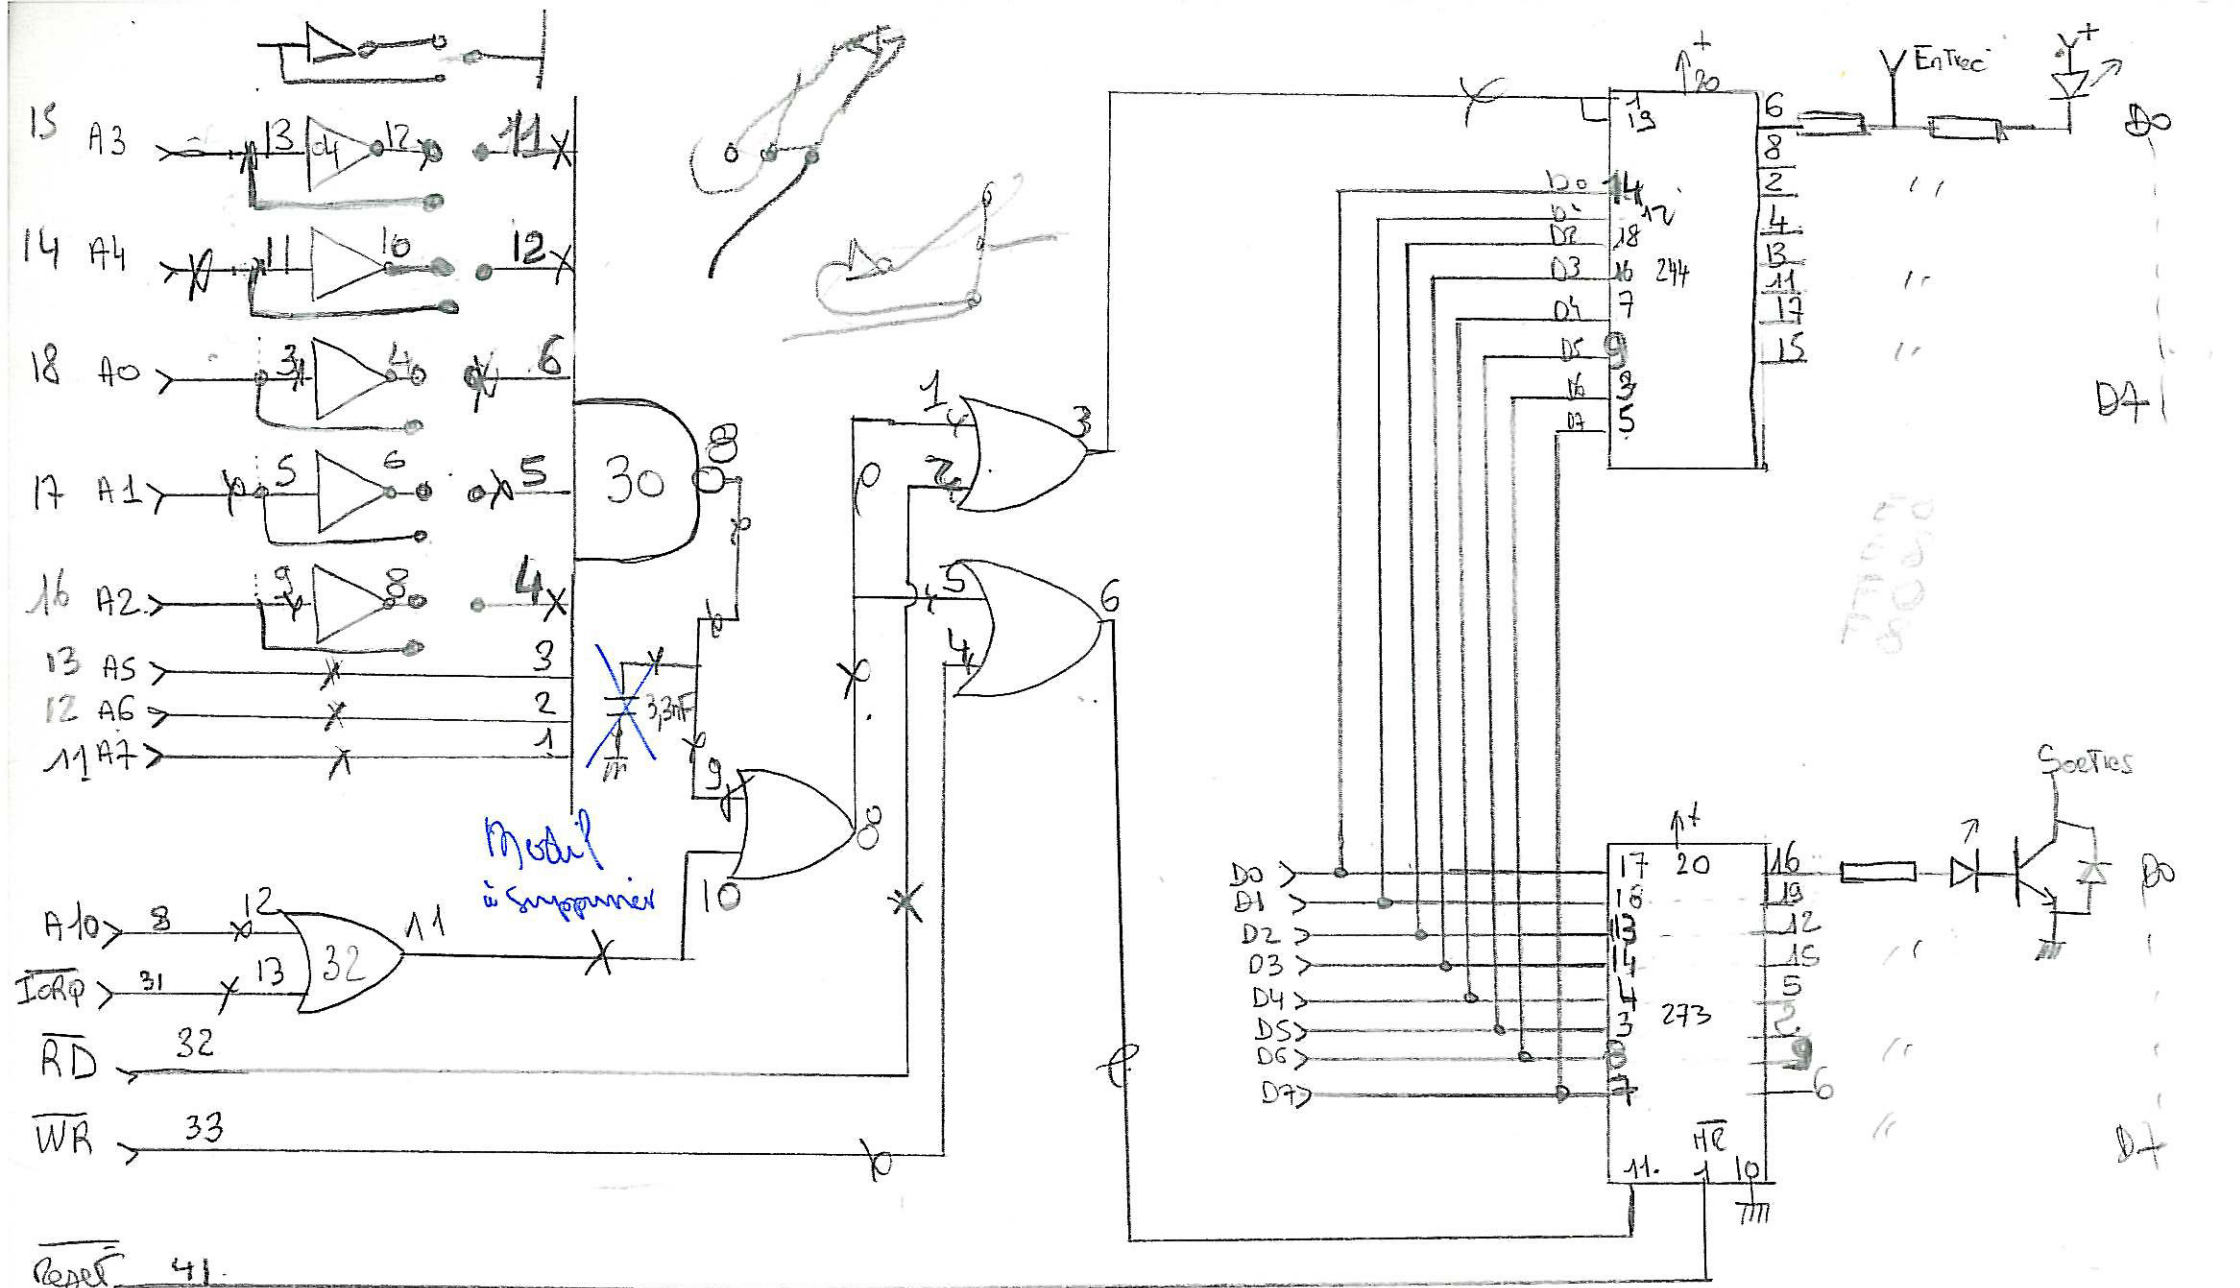 15 A3 13 04 12 11
14 A4 11 10 12
18 A0 3 4 6
17 A1 5 6 5
16 A2 9 8 4
13 A5 3
12 A6 2
11 A7 1
30 8
3,3nF
Modif
à supprimer
9
10
8
A10 8 12
11
32
IORQ 31 13
RD 32
WR 33
Reset 41
1
2
3
5
4
6
+
20
1
19
D0 14
D1 12
D2 18
D3 16
244
D4 7
D5 9
D6 3
D7 5
6
8
2
4
13
11
17
15
Entrée
+
D0
D7
+
20
D0 17
D1 18
D2 13
D3 14
D4 4
D5 3
D6 8
D7 7
273
16
19
12
15
5
2
9
6
MR
11
1
10
Sorties
D0
D7